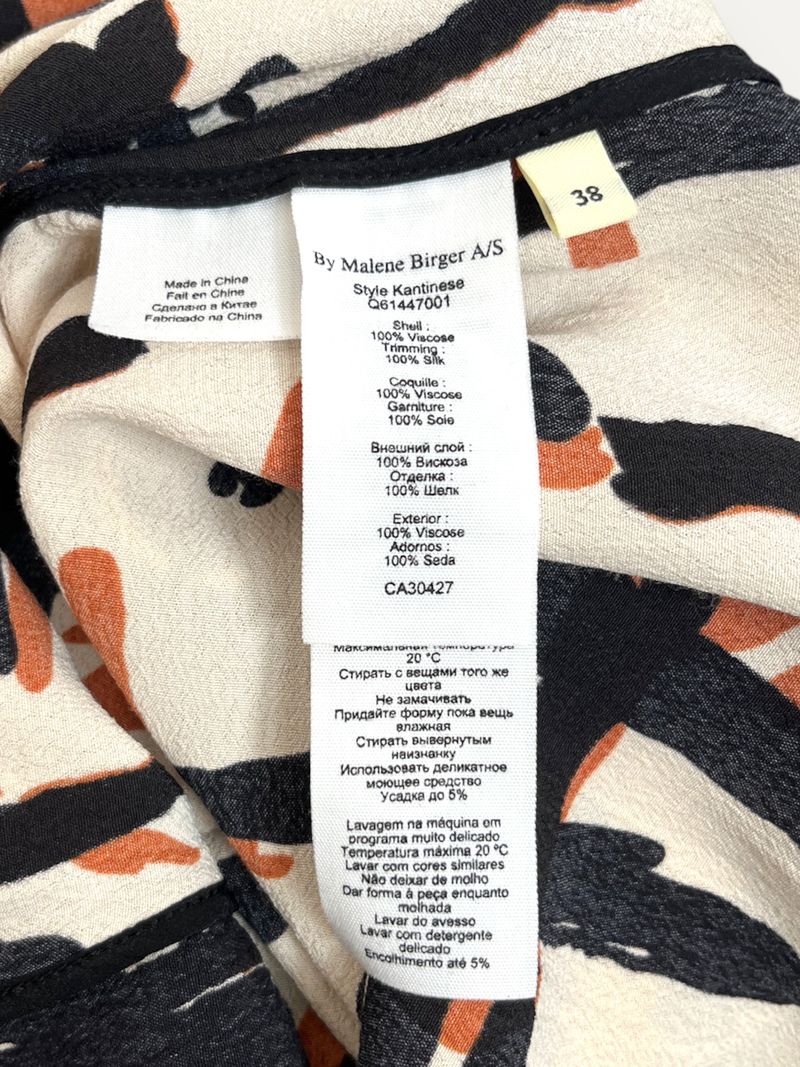 38
Made in China
Fait en Chine
Сделано в Китае
Fabricado na China
By Malene Birger A/S
Style Kantinese
Q61447001
Shell :
100% Viscose
Trimming :
100% Silk
Coquille :
100% Viscose
Garniture :
100% Soie
Внешний слой :
100% Вискоза
Отделка :
100% Шелк
Exterior :
100% Viscose
Adornos :
100% Seda
CA30427
Максимальная температура
20 °C
Стирать с вещами того же
цвета
Не замачивать
Придайте форму пока вещь
влажная
Стирать вывернутым
наизнанку
Использовать деликатное
моющее средство
Усадка до 5%
Lavagem na máquina em
programa muito delicado
Temperatura máxima 20 ºC
Lavar com cores similares
Não deixar de molho
Dar forma à peça enquanto
molhada
Lavar do avesso
Lavar com detergente
delicado
Encolhimento até 5%